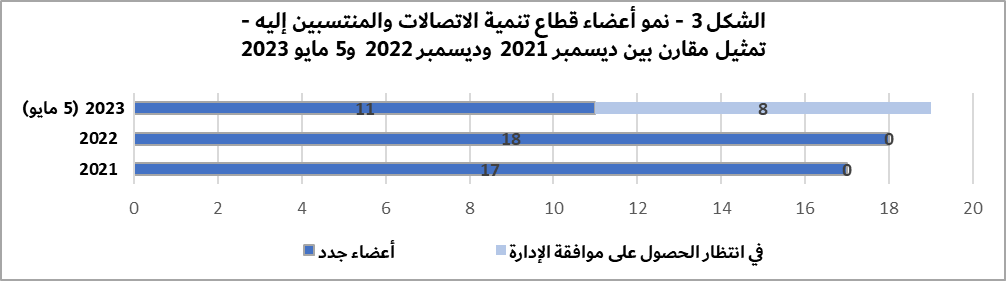 الشكل 3 - نمو أعضاء قطاع تنمية الاتصالات والمنتسبين إليه -
تمثيل مقارن بين ديسمبر 2021 وديسمبر 2022 و5 مايو 2023
2023 (5 مايو)
11
8
2022
18
0
2021
17
0
0 2 4 6 8 10 12 14 16 18 20
أعضاء جدد
في انتظار الحصول على موافقة الإدارة